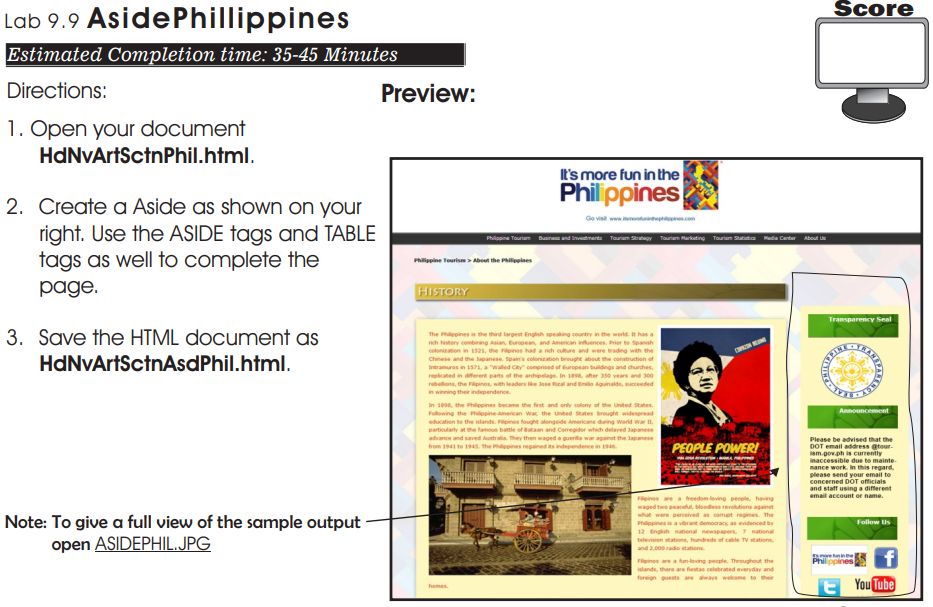 Lab 9.9 AsidePhillippines
Score
Estimated Completion time: 35-45 Minutes
Directions:
Preview:
1. Open your document
HdNvArtSctnPhil.html.
2. Create a Aside as shown on your
right. Use the ASIDE tags and TABLE
tags as well to complete the
page.
3. Save the HTML document as
HdNvArtSctnAsdPhil.html.
Note: To give a full view of the sample output
open ASIDEPHIL.JPG
It's more fun in the
Philippines
Go visit www.itsmorefuninthephilippines.com
Philippine Tourism Business and Investments Tourism Strategy Tourism Marketing Tourism Statistics Media Center About Us
Philippine Tourism > About the Philippines
HISTORY
The Philippines is the third largest English speaking country in the world. It has a
rich history combining Asian, European, and American influences. Prior to Spanish
colonization in 1521, the Filipinos had a rich culture and were trading with the
Chinese and the Japanese. Spain's colonization brought about the construction of
Intramuros in 1571, a "Walled City" comprised of European buildings and churches,
replicated in different parts of the archipelago. In 1898, after 350 years and 300
rebellions, the Filipinos, with leaders like Jose Rizal and Emilio Aguinaldo, succeeded
in winning their independence.
In 1898, the Philippines became the first and only colony of the United States.
Following the Philippine-American War, the United States brought widespread
education to the islands. Filipinos fought alongside Americans during World War II,
particularly at the famous battle of Bataan and Corregidor which delayed Japanese
advance and saved Australia. They then waged a guerilla war against the Japanese
from 1941 to 1945. The Philippines regained its independence in 1946.
CORAZON AQUINO
PEOPLE POWER!
Filipinos are a freedom-loving people, having
waged two peaceful, bloodless revolutions against
what were perceived as corrupt regimes. The
Philippines is a vibrant democracy, as evidenced by
12 English national newspapers, 7 national
television stations, hundreds of cable TV stations,
and 2,000 radio stations.
Filipinos are a fun-loving people. Throughout the
islands, there are fiestas celebrated everyday and
foreign guests are always welcome to their
homes.
Transparency Seal
PHILIPPINE • TRANSPARENCY SEAL
Announcement
Please be advised that the
DOT email address @tour-
ism.gov.ph is currently
inaccessible due to mainte-
nance work. In this regard,
please send your email to
concerned DOT officials
and staff using a different
email account or name.
Follow Us
It's more fun in the
Philippines
f
t
YouTube